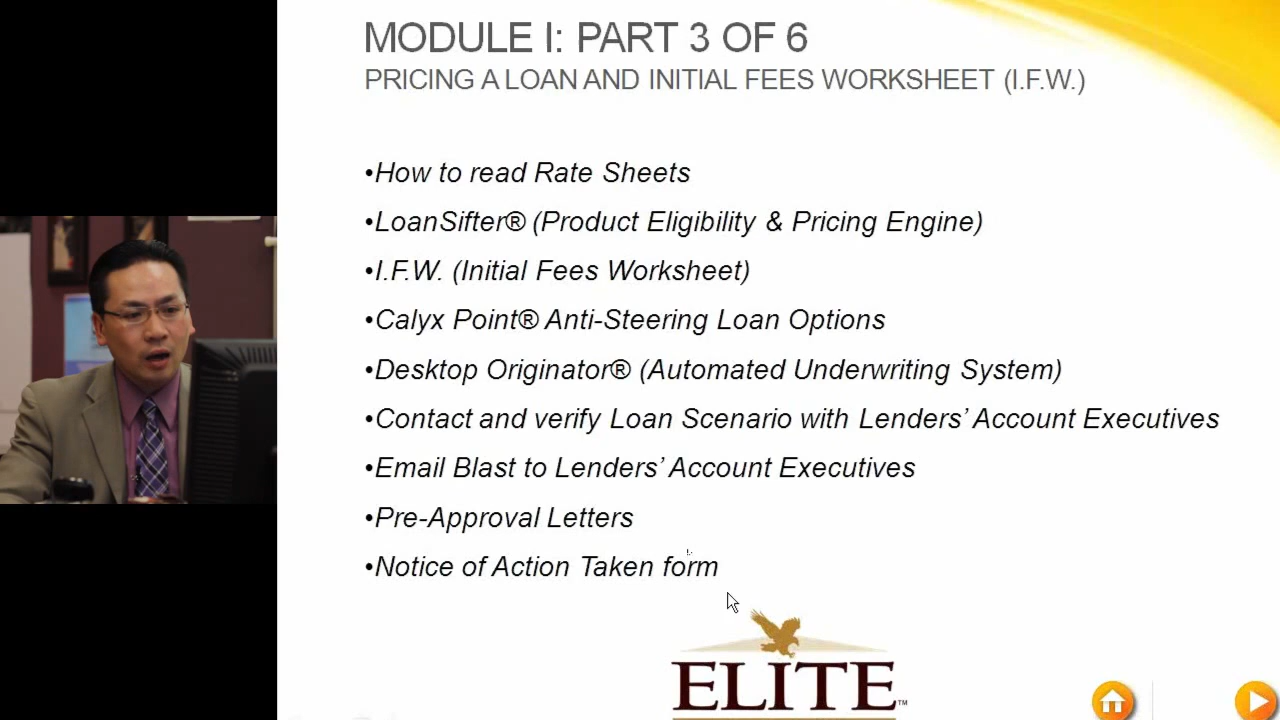 MODULE I: PART 3 OF 6
PRICING A LOAN AND INITIAL FEES WORKSHEET (I.F.W.)
•How to read Rate Sheets
•LoanSifter® (Product Eligibility & Pricing Engine)
•I.F.W. (Initial Fees Worksheet)
•Calyx Point® Anti-Steering Loan Options
•Desktop Originator® (Automated Underwriting System)
•Contact and verify Loan Scenario with Lenders’ Account Executives
•Email Blast to Lenders’ Account Executives
•Pre-Approval Letters
•Notice of Action Taken form
ELITE™